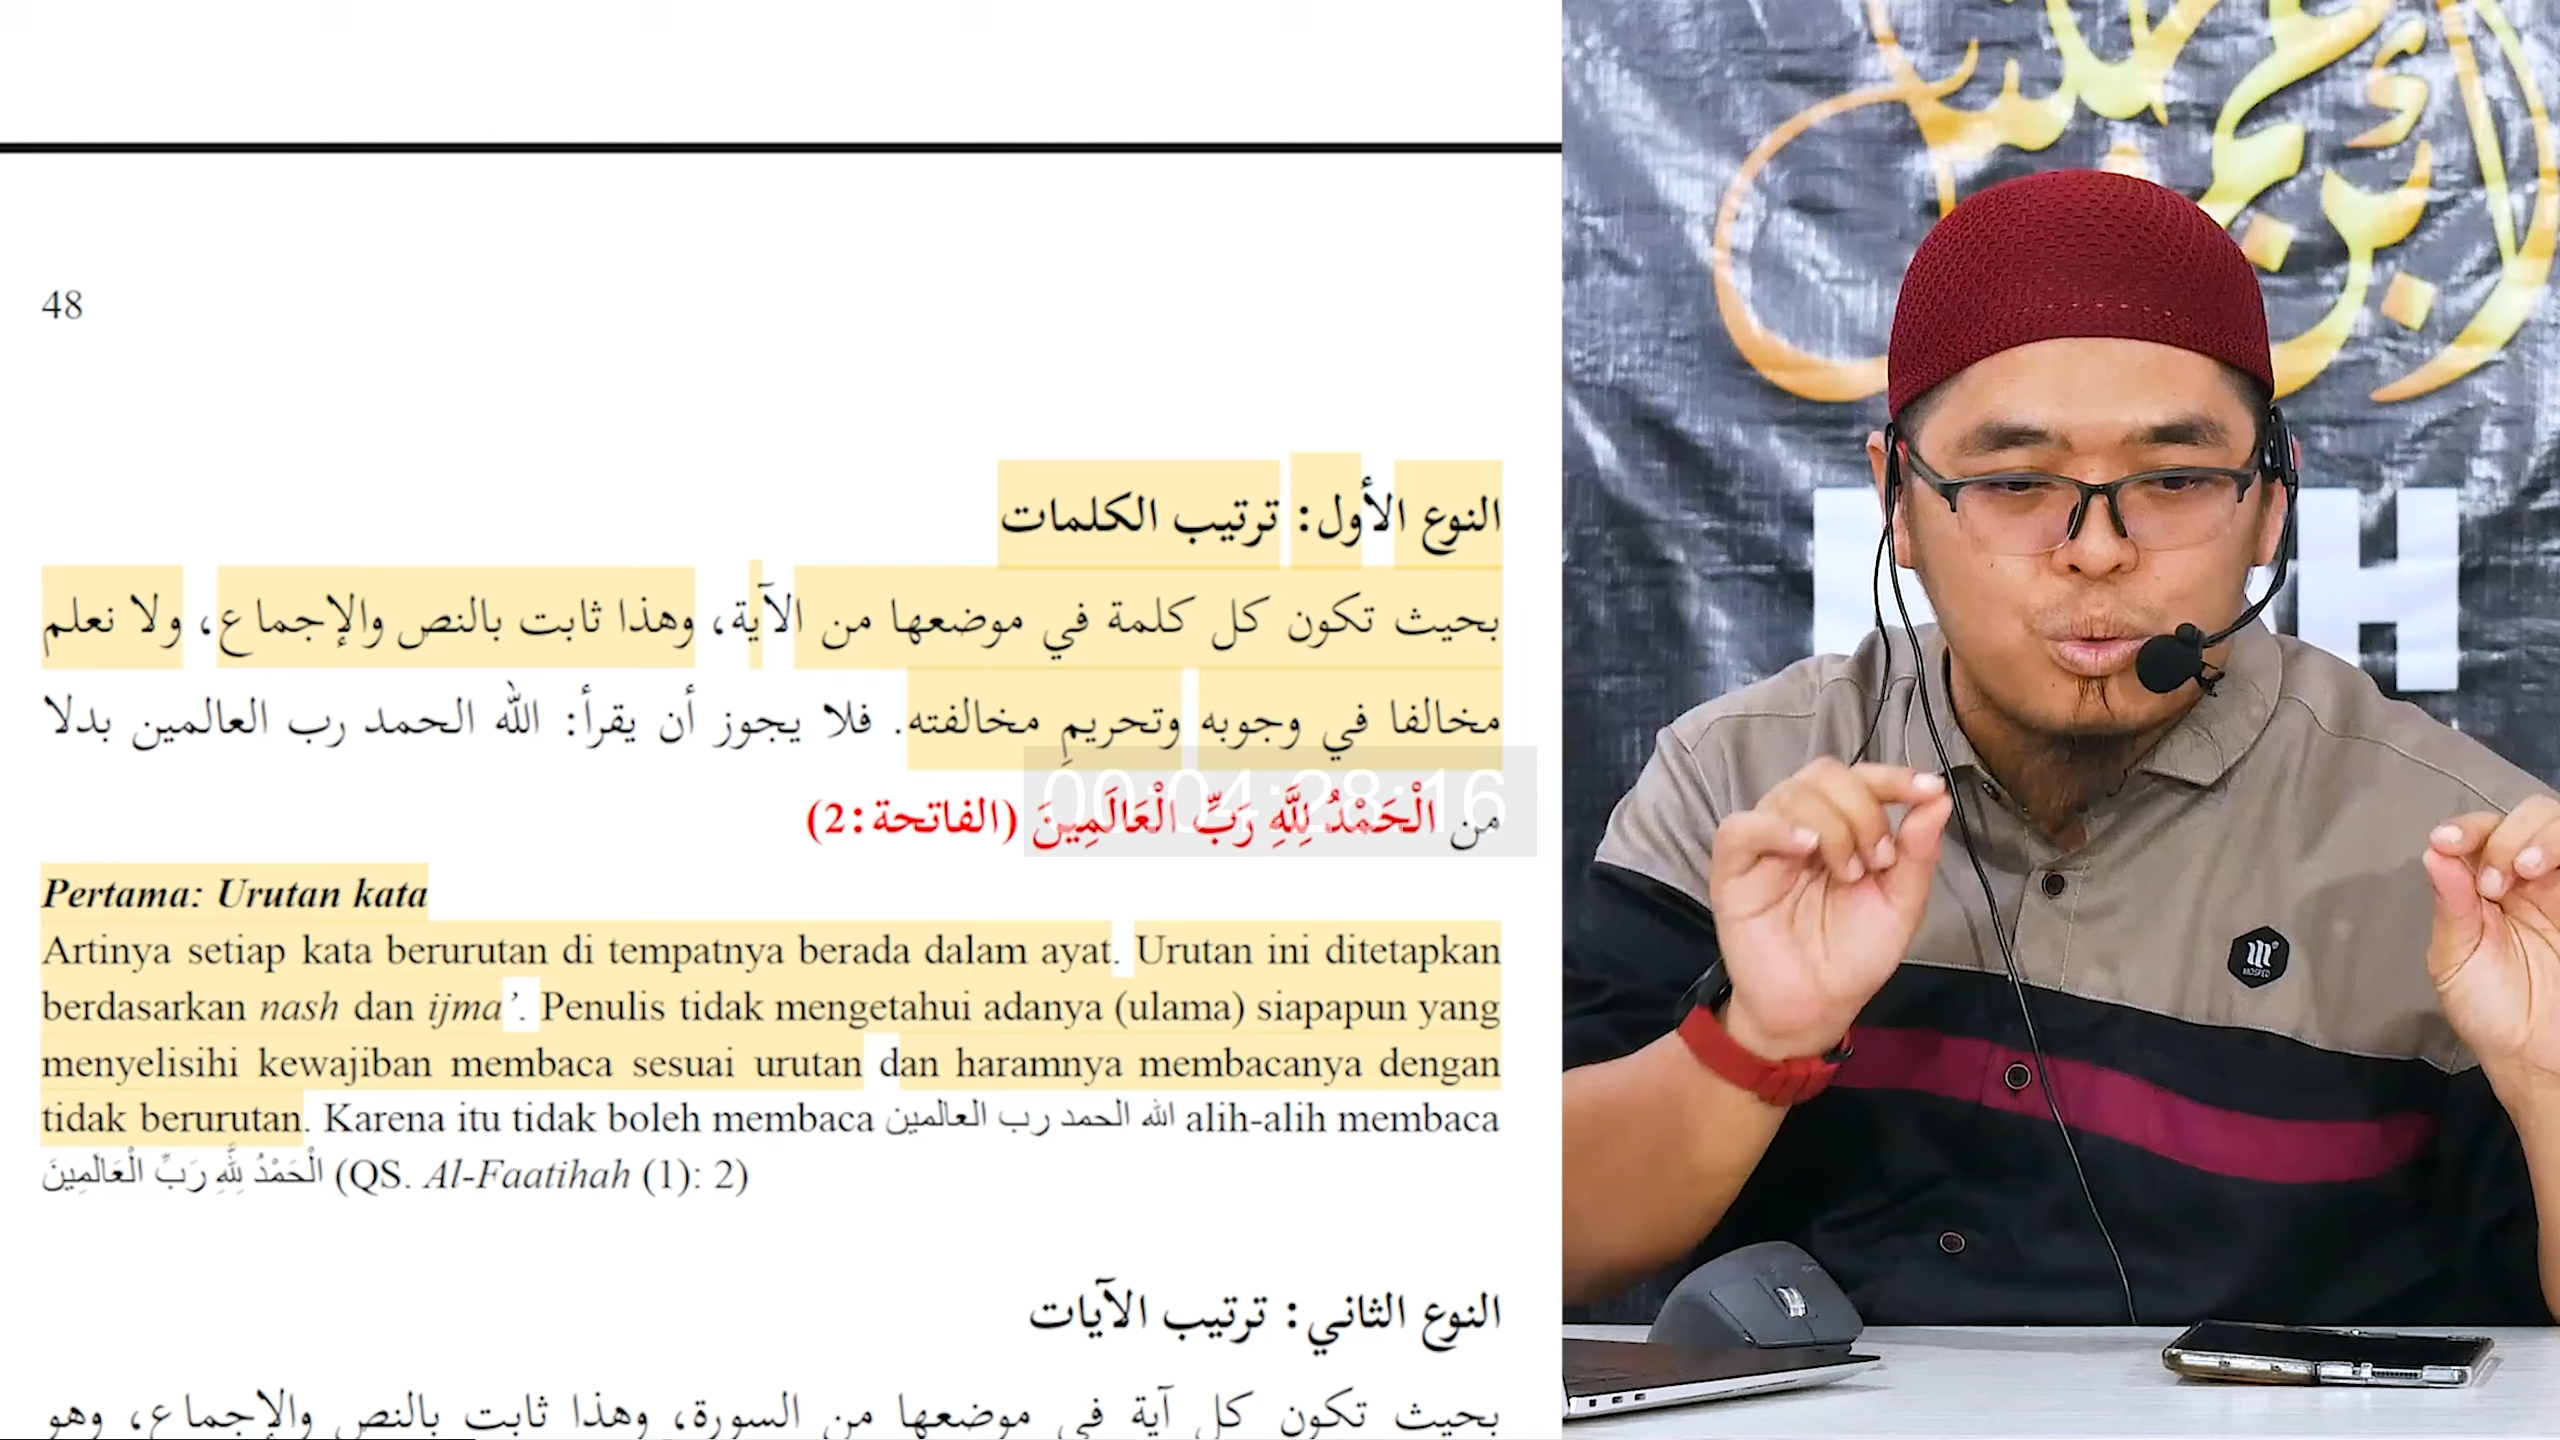 48
النوع الأول: ترتيب الكلمات
بحيث تكون كل كلمة في موضعها من الآية، وهذا ثابت بالنص والإجماع، ولا نعلم
مخالفا في وجوبه وتحريمِ مخالفته. فلا يجوز أن يقرأ: الله الحمد رب العالمين بدلا
من الْحَمْدُ لِلَّهِ رَبِّ الْعَالَمِينَ (الفاتحة:2)
00:04:28:16
Pertama: Urutan kata
Artinya setiap kata berurutan di tempatnya berada dalam ayat. Urutan ini ditetapkan
berdasarkan nash dan ijma’. Penulis tidak mengetahui adanya (ulama) siapapun yang
menyelisihi kewajiban membaca sesuai urutan dan haramnya membacanya dengan
tidak berurutan. Karena itu tidak boleh membaca الله الحمد رب العالمين alih-alih membaca
الْحَمْدُ لِلَّهِ رَبِّ الْعَالَمِينَ (QS. Al-Faatihah (1): 2)
النوع الثاني: ترتيب الآيات
بحيث تكون كل آية في موضعها من السورة، وهذا ثابت بالنص والإجماع، وهو
H